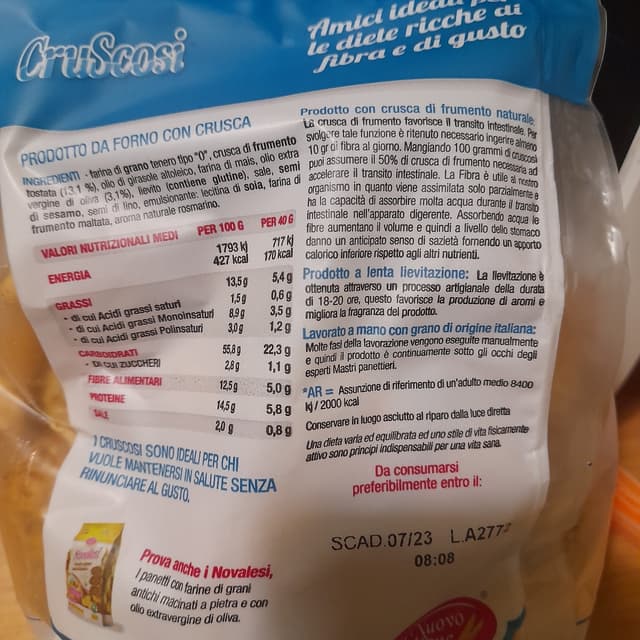 CruScosi
le diete ricche di
fibra e di gusto
PRODOTTO DA FORNO CON CRUSCA
INGREDIENTI - farina di grano tenero tipo "0", crusca di frumento
tostata (13,1 %), olio di girasole altoleico, farina di mais, olio extra
vergine di oliva (3,1%), lievito (contiene glutine), sale, semi
di sesamo, semi di lino, emulsionante: lecitina di soia, farina di
frumento maltata, aroma naturale rosmarino.
VALORI NUTRIZIONALI MEDI PER 100 G PER 40 G
1793 kj 717 kj
ENERGIA 427 kcal 170 kcal
GRASSI 13,5g 5,4 g
- di cui Acidi grassi saturi 1,5g 0,6 g
- di cui Acidi grassi Monoinsaturi 8,9g 3,5 g
- di cui Acidi grassi Polinsaturi 3,0g 1,2 g
CARBOIDRATI 55,8g 22,3 g
- DI CUI ZUCCHERI 2,8g 1,1 g
FIBRE ALIMENTARI 12,5g 5,0 g
PROTEINE 14,5g 5,8 g
SALE 2,0 g 0,8 g
I CRUSCOSI SONO IDEALI PER CHI
VUOLE MANTENERSI IN SALUTE SENZA
RINUNCIARE AL GUSTO.
Prova anche i Novalesi,
I panetti con farine di grani
antichi macinati a pietra e con
olio extravergine di oliva.
Prodotto con crusca di frumento naturale:
La crusca di frumento favorisce il transito intestinale. Per
svolgere tale funzione è ritenuto necessario ingerire almeno
10 gr di fibra al giorno. Mangiando 100 grammi di cruscosi
puoi assumere il 50% di crusca di frumento necessaria ad
accelerare il transito intestinale. La Fibra è utile al nostro
organismo in quanto viene assimilata solo parzialmente e
ha la capacità di assorbire molto acqua durante il transito
intestinale nell'apparato digerente. Assorbendo acqua le
fibre aumentano il volume e quindi a livello dello stomaco
danno un anticipato senso di sazietà fornendo un apporto
calorico inferiore rispetto agli altri nutrienti.
Prodotto a lenta lievitazione: La lievitazione è
ottenuta attraverso un processo artigianale della durata
di 18-20 ore, questo favorisce la produzione di aromi e
migliora la fragranza del prodotto.
Lavorato a mano con grano di origine italiana:
Molte fasi della lavorazione vengono eseguite manualmente
e quindi il prodotto è continuamente sotto gli occhi degli
esperti Mastri panettieri.
*AR = Assunzione di riferimento di un'adulto medio 8400
kj / 2000 kcal
Conservare in luogo asciutto al riparo dalla luce diretta
Una dieta varia ed equilibrata ed uno stile di vita fisicamente
attivo sono principi indispensabili per una vita sana.
Da consumarsi
preferibilmente entro il:
SCAD.07/23 L.A277
08:08
Nuovo